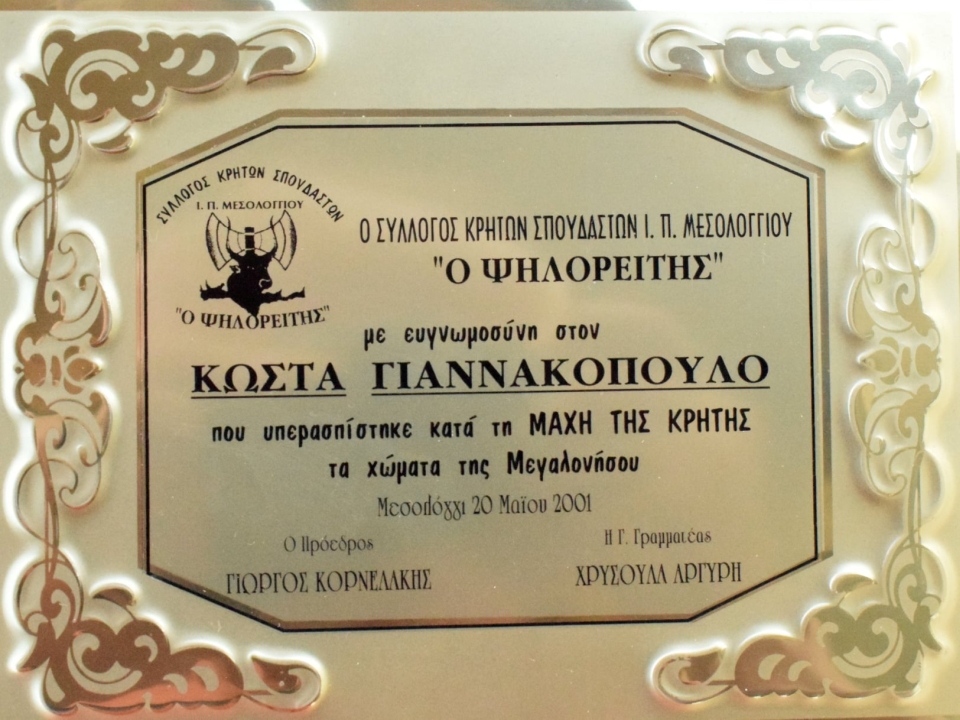 ΣΥΛΛΟΓΟΣ ΚΡΗΤΩΝ ΣΠΟΥΔΑΣΤΩΝ
Ι. Π. ΜΕΣΟΛΟΓΓΙΟΥ
"Ο ΨΗΛΟΡΕΙΤΗΣ"
Ο ΣΥΛΛΟΓΟΣ ΚΡΗΤΩΝ ΣΠΟΥΔΑΣΤΩΝ Ι. Π. ΜΕΣΟΛΟΓΓΙΟΥ
"Ο ΨΗΛΟΡΕΙΤΗΣ"
με ευγνωμοσύνη στον
ΚΩΣΤΑ ΓΙΑΝΝΑΚΟΠΟΥΛΟ
που υπερασπίστηκε κατά τη ΜΑΧΗ ΤΗΣ ΚΡΗΤΗΣ
τα χώματα της Μεγαλονήσου
Μεσολόγγι 20 Μαΐου 2001
Ο Πρόεδρος
ΓΙΩΡΓΟΣ ΚΟΡΝΕΛΑΚΗΣ
Η Γ. Γραμματέας
ΧΡΥΣΟΥΛΑ ΑΡΓΥΡΗ